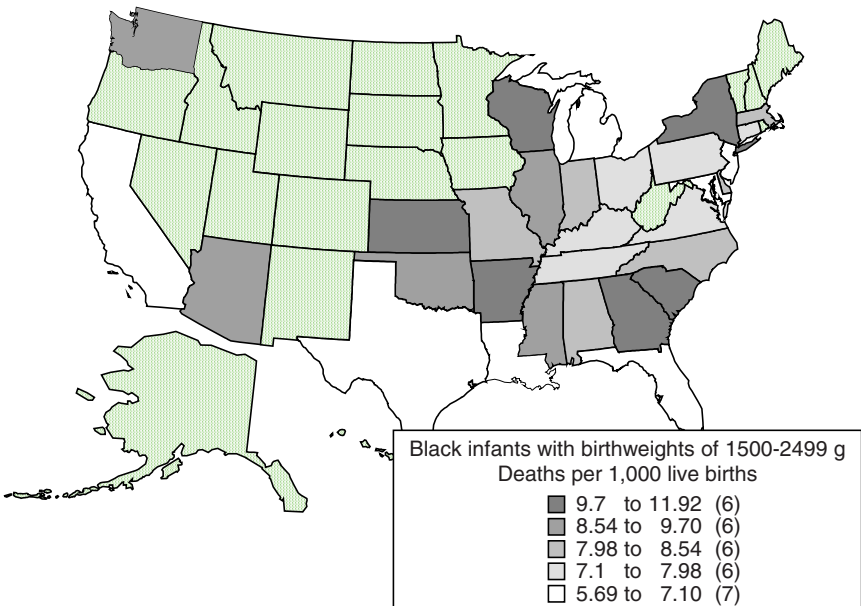 Black infants with birthweights of 1500-2499 g
Deaths per 1,000 live births
9.7 to 11.92 (6)
8.54 to 9.70 (6)
7.98 to 8.54 (6)
7.1 to 7.98 (6)
5.69 to 7.10 (7)